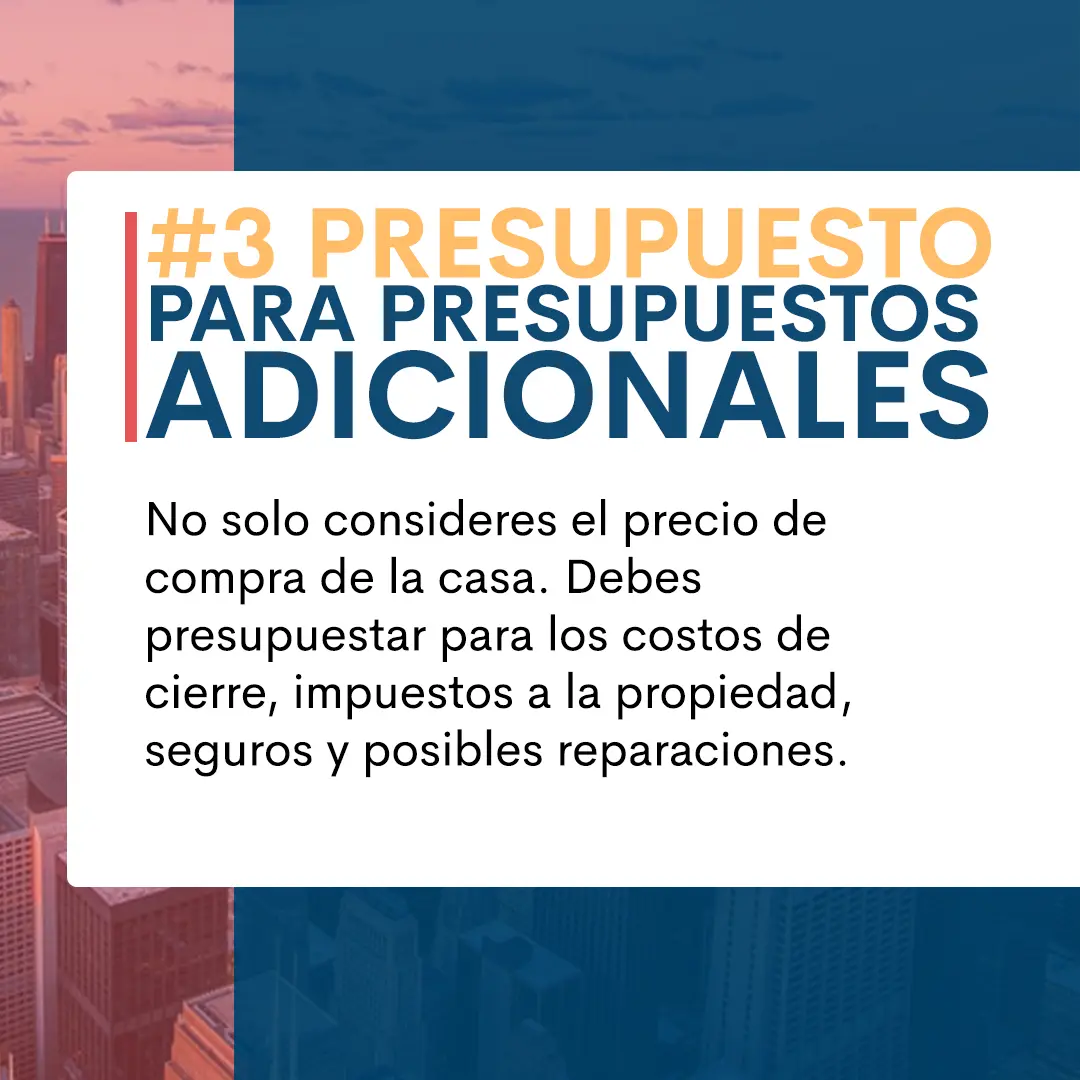 #3 PRESUPUESTO
PARA PRESUPUESTOS
ADICIONALES
No solo consideres el precio de
compra de la casa. Debes
presupuestar para los costos de
cierre, impuestos a la propiedad,
seguros y posibles reparaciones.